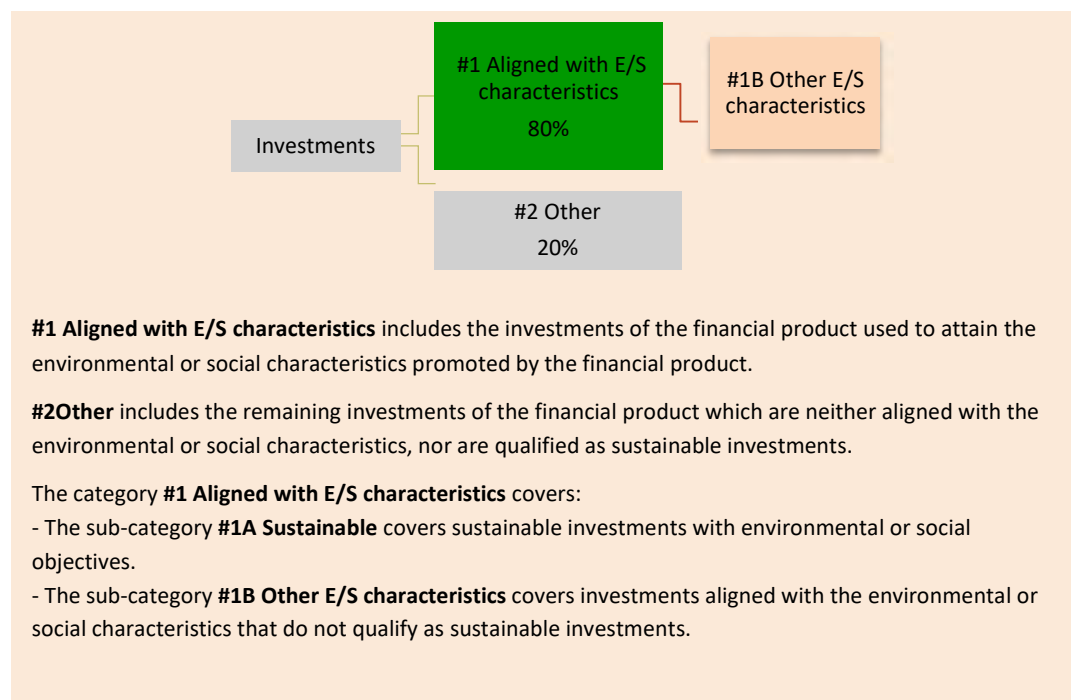 #1 Aligned with E/S
characteristics
80%
#1B Other E/S
characteristics
Investments
#2 Other
20%
#1 Aligned with E/S characteristics includes the investments of the financial product used to attain the
environmental or social characteristics promoted by the financial product.
#2Other includes the remaining investments of the financial product which are neither aligned with the
environmental or social characteristics, nor are qualified as sustainable investments.
The category #1 Aligned with E/S characteristics covers:
- The sub-category #1A Sustainable covers sustainable investments with environmental or social
objectives.
- The sub-category #1B Other E/S characteristics covers investments aligned with the environmental or
social characteristics that do not qualify as sustainable investments.